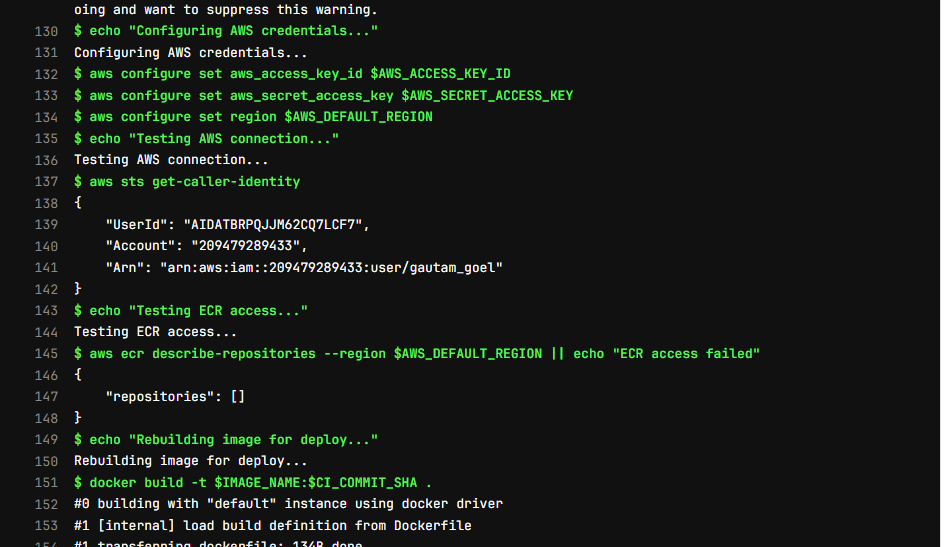 oing and want to suppress this warning.
130 $ echo "Configuring AWS credentials..."
131 Configuring AWS credentials...
132 $ aws configure set aws_access_key_id $AWS_ACCESS_KEY_ID
133 $ aws configure set aws_secret_access_key $AWS_SECRET_ACCESS_KEY
134 $ aws configure set region $AWS_DEFAULT_REGION
135 $ echo "Testing AWS connection..."
136 Testing AWS connection...
137 $ aws sts get-caller-identity
138 {
139     "UserId": "AIDATBRPQJJM62CQ7LCF7",
140     "Account": "209479289433",
141     "Arn": "arn:aws:iam::209479289433:user/gautam_goel"
142 }
143 $ echo "Testing ECR access..."
144 Testing ECR access...
145 $ aws ecr describe-repositories --region $AWS_DEFAULT_REGION || echo "ECR access failed"
146 {
147     "repositories": []
148 }
149 $ echo "Rebuilding image for deploy..."
150 Rebuilding image for deploy...
151 $ docker build -t $IMAGE_NAME:$CI_COMMIT_SHA .
152 #0 building with "default" instance using docker driver
153 #1 [internal] load build definition from Dockerfile
154 #1 transferring dockerfile: 134B done